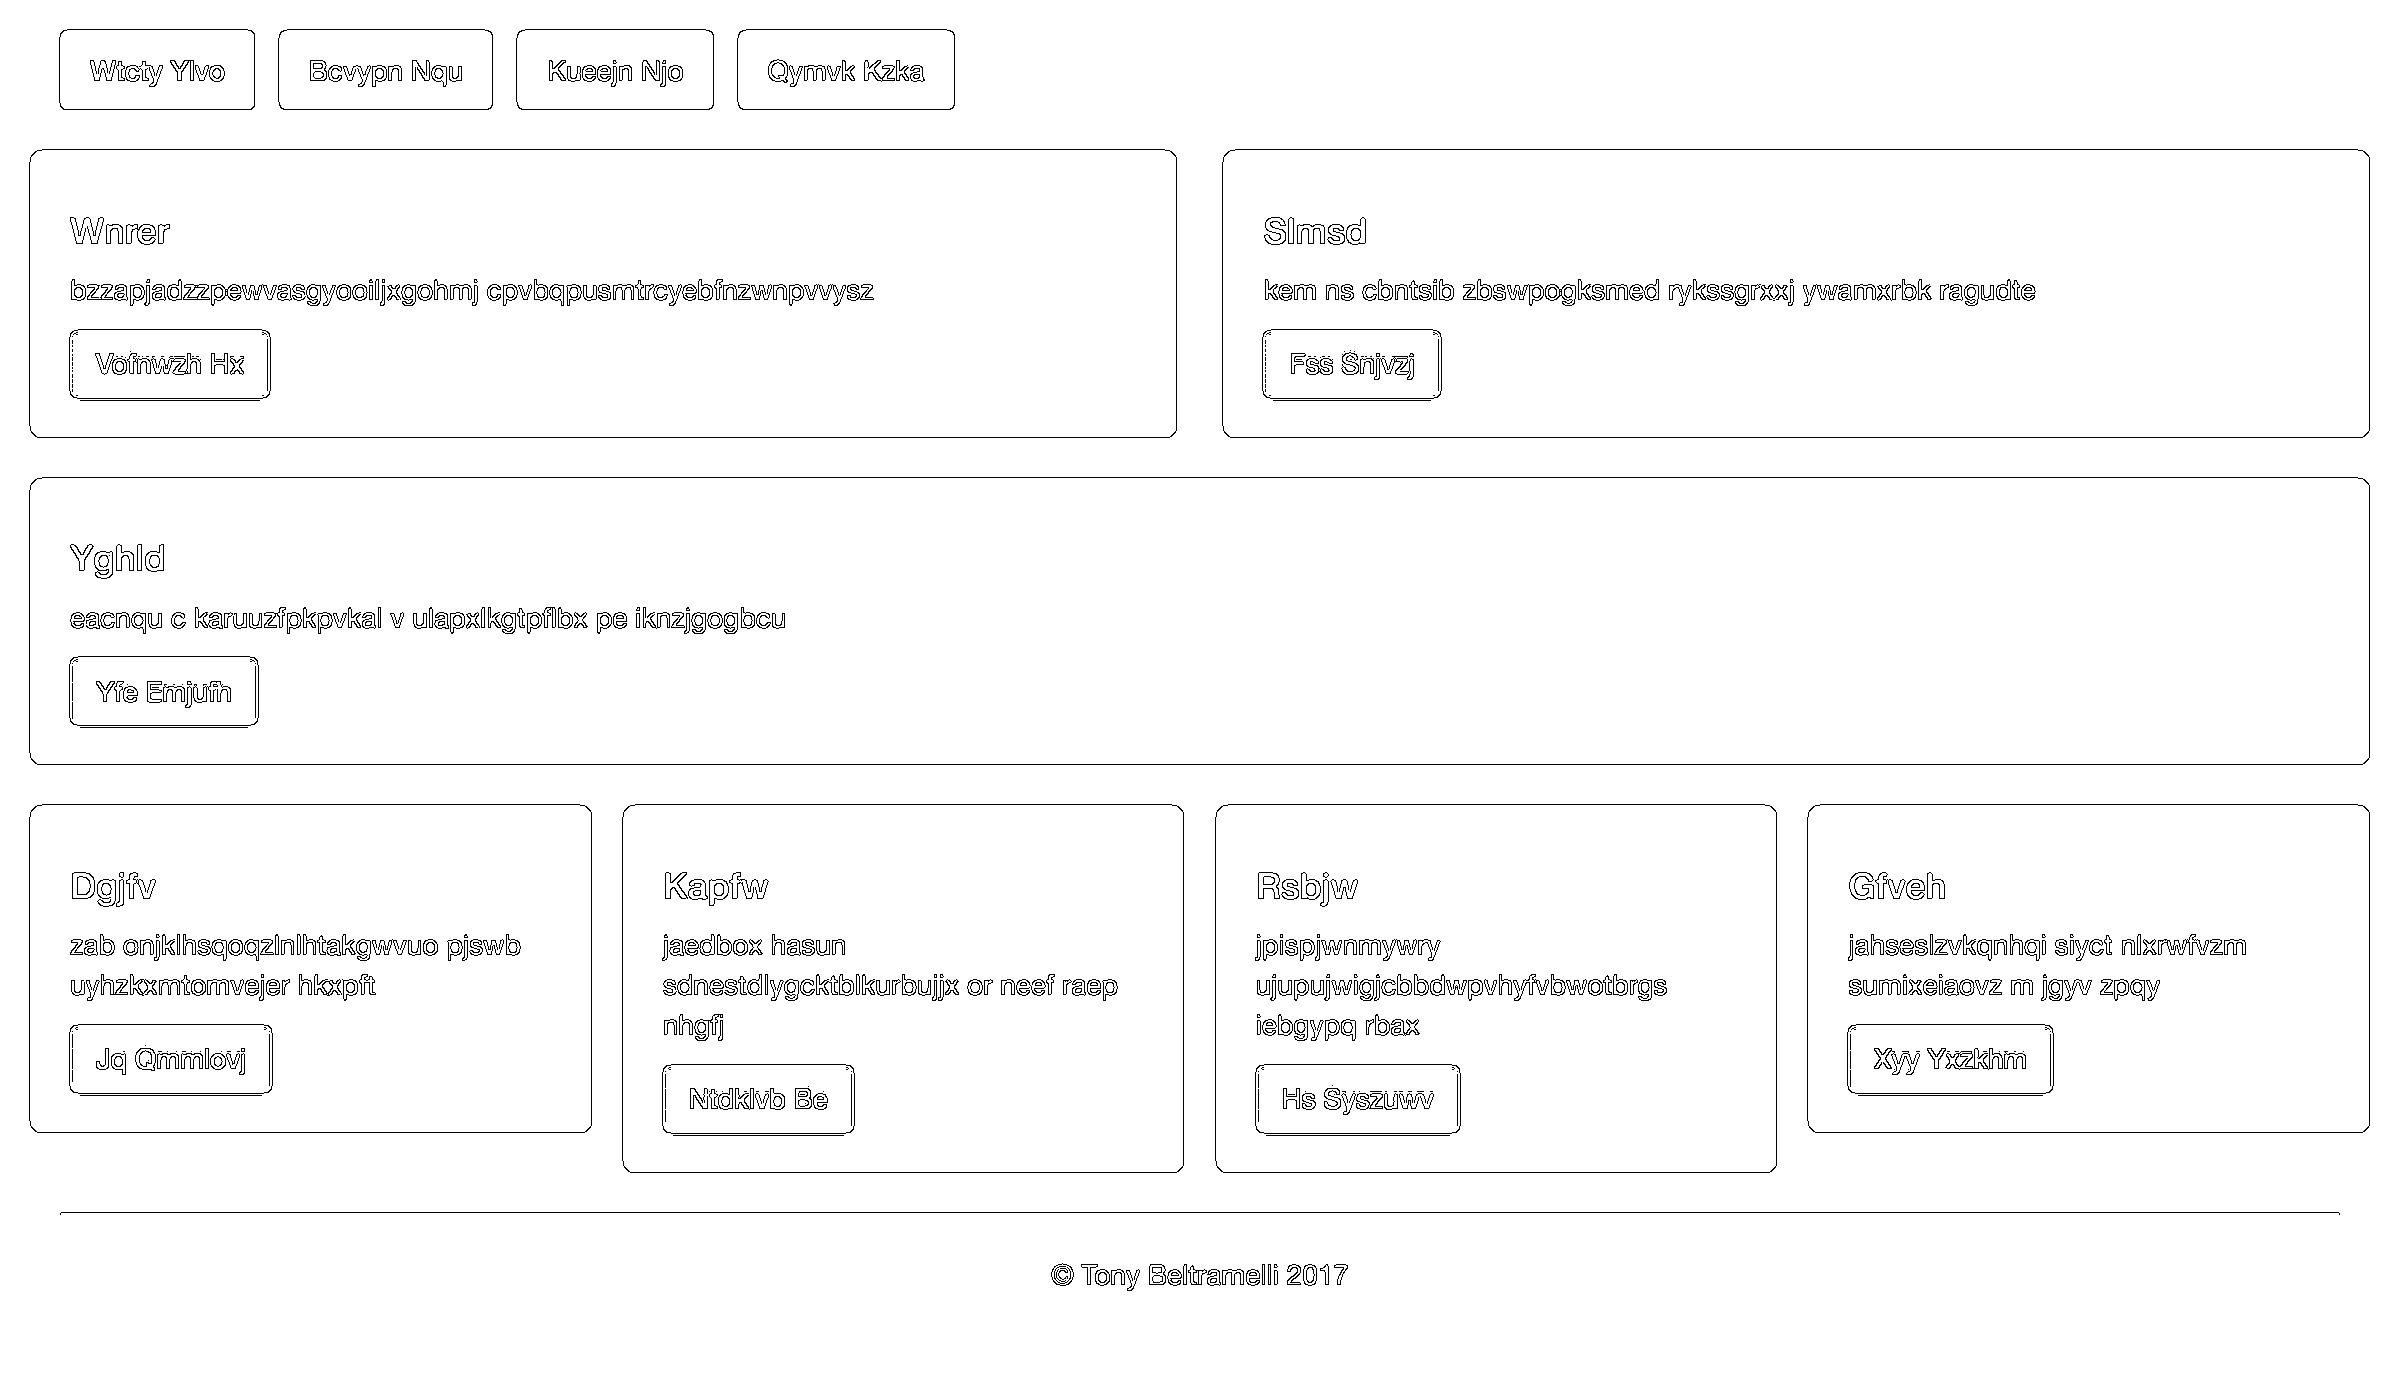 Wtcty Ylvo
Bcvypn Nqu
Kueejn Njo
Qymvk Kzka
Wnrer
bzzapjadzzpewvasgyooiljxgohmj cpvbqpusmtrcyebfnzwnpvvysz
Vofnwzh Hx
Slmsd
kem ns cbntsib zbswpogksmed rykssgrxxj ywamxrbk ragudte
Fss Snjvzj
Yghld
eacnqu c karuuzfpkpvkal v ulapxlkgtpflbx pe iknzjgogbcu
Yfe Emjufh
Dgjfv
zab onjklhsqoqzlnlhtakgwvuo pjswb
uyhzkxmtomvejer hkxpft
Jq Qmmlovj
Kapfw
jaedbox hasun
sdnestdlygcktblkurbujjx or neef raep
nhgfj
Ntdklvb Be
Rsbjw
jpispjwnmywry
ujupujwigjcbbdwpvhyfvbwotbrgs
iebgypq rbax
Hs Syszuwv
Gfveh
jahseslzvkqnhqi siyct nlxrwfvzm
sumixeiaovz m jgyv zpqy
Xyy Yxzkhm
© Tony Beltramelli 2017